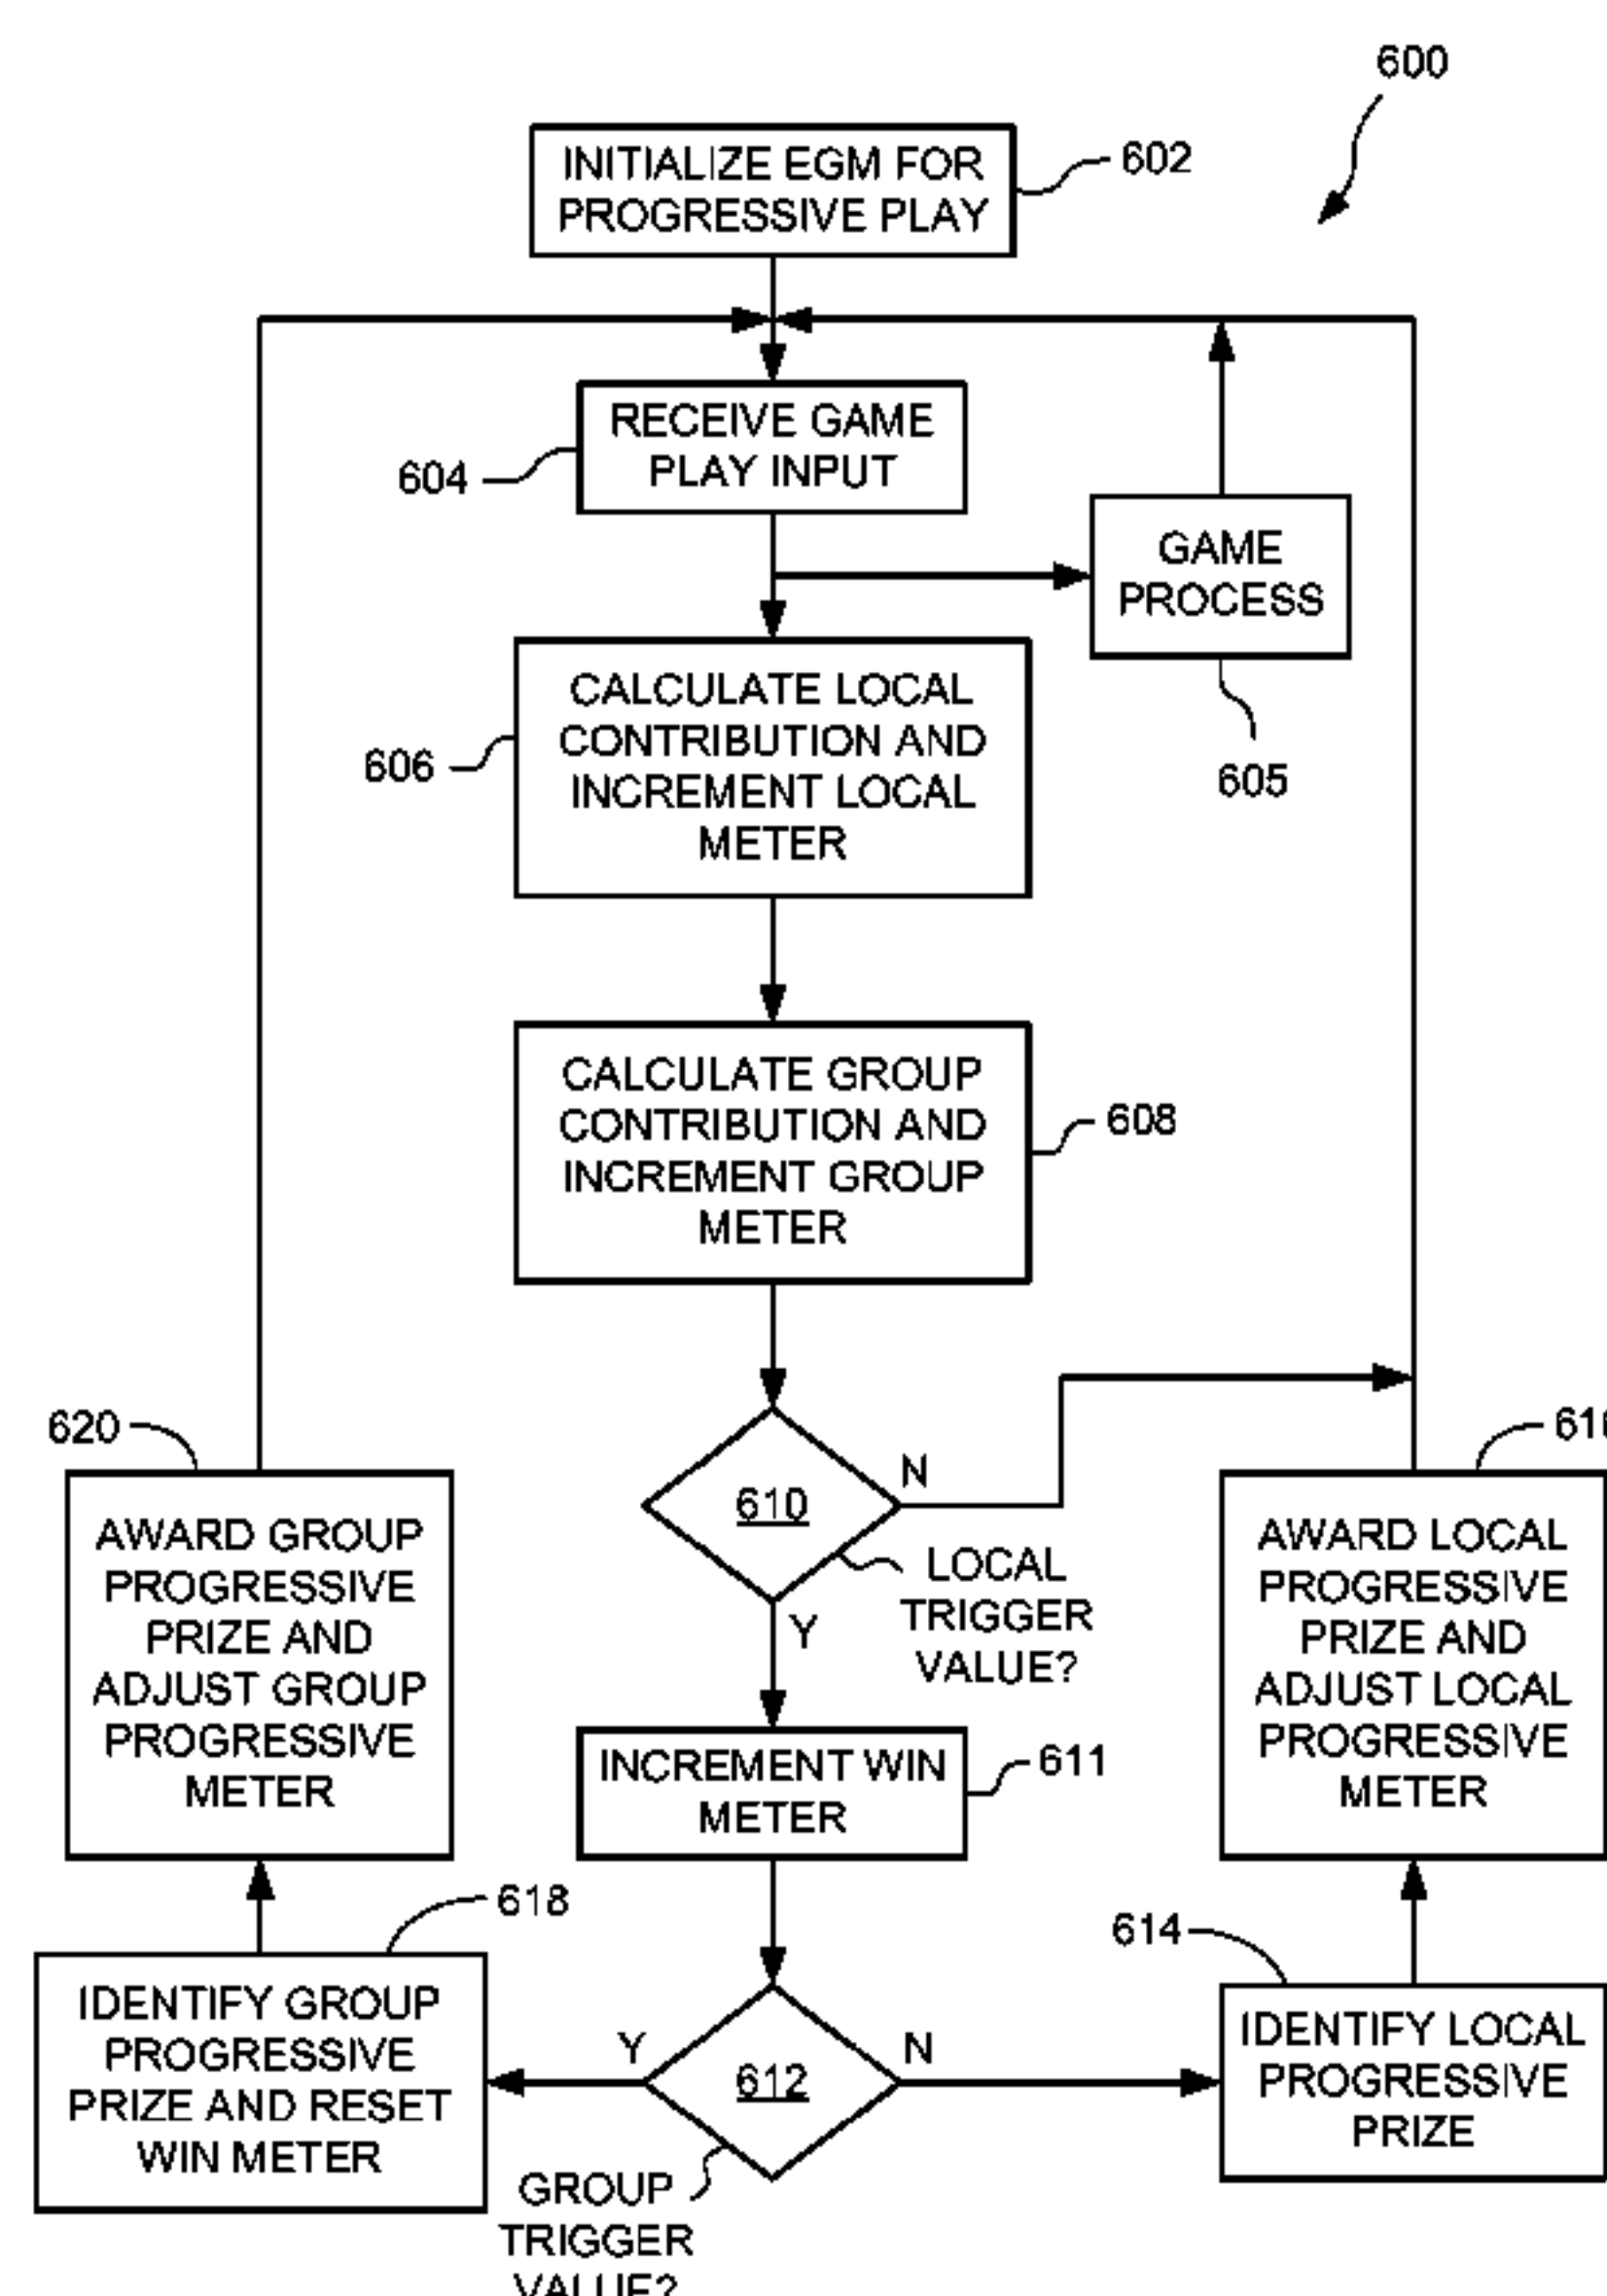 600
INITIALIZE EGM FOR
PROGRESSIVE PLAY
602
RECEIVE GAME
PLAY INPUT
604
GAME
PROCESS
605
CALCULATE LOCAL
CONTRIBUTION AND
INCREMENT LOCAL
METER
606
CALCULATE GROUP
CONTRIBUTION AND
INCREMENT GROUP
METER
608
610
N
Y
LOCAL
TRIGGER
VALUE?
620
AWARD GROUP
PROGRESSIVE
PRIZE AND
ADJUST GROUP
PROGRESSIVE
METER
616
AWARD LOCAL
PROGRESSIVE
PRIZE AND
ADJUST LOCAL
PROGRESSIVE
METER
INCREMENT WIN
METER
611
618
IDENTIFY GROUP
PROGRESSIVE
PRIZE AND RESET
WIN METER
Y
612
N
GROUP
TRIGGER
VALUE?
614
IDENTIFY LOCAL
PROGRESSIVE
PRIZE